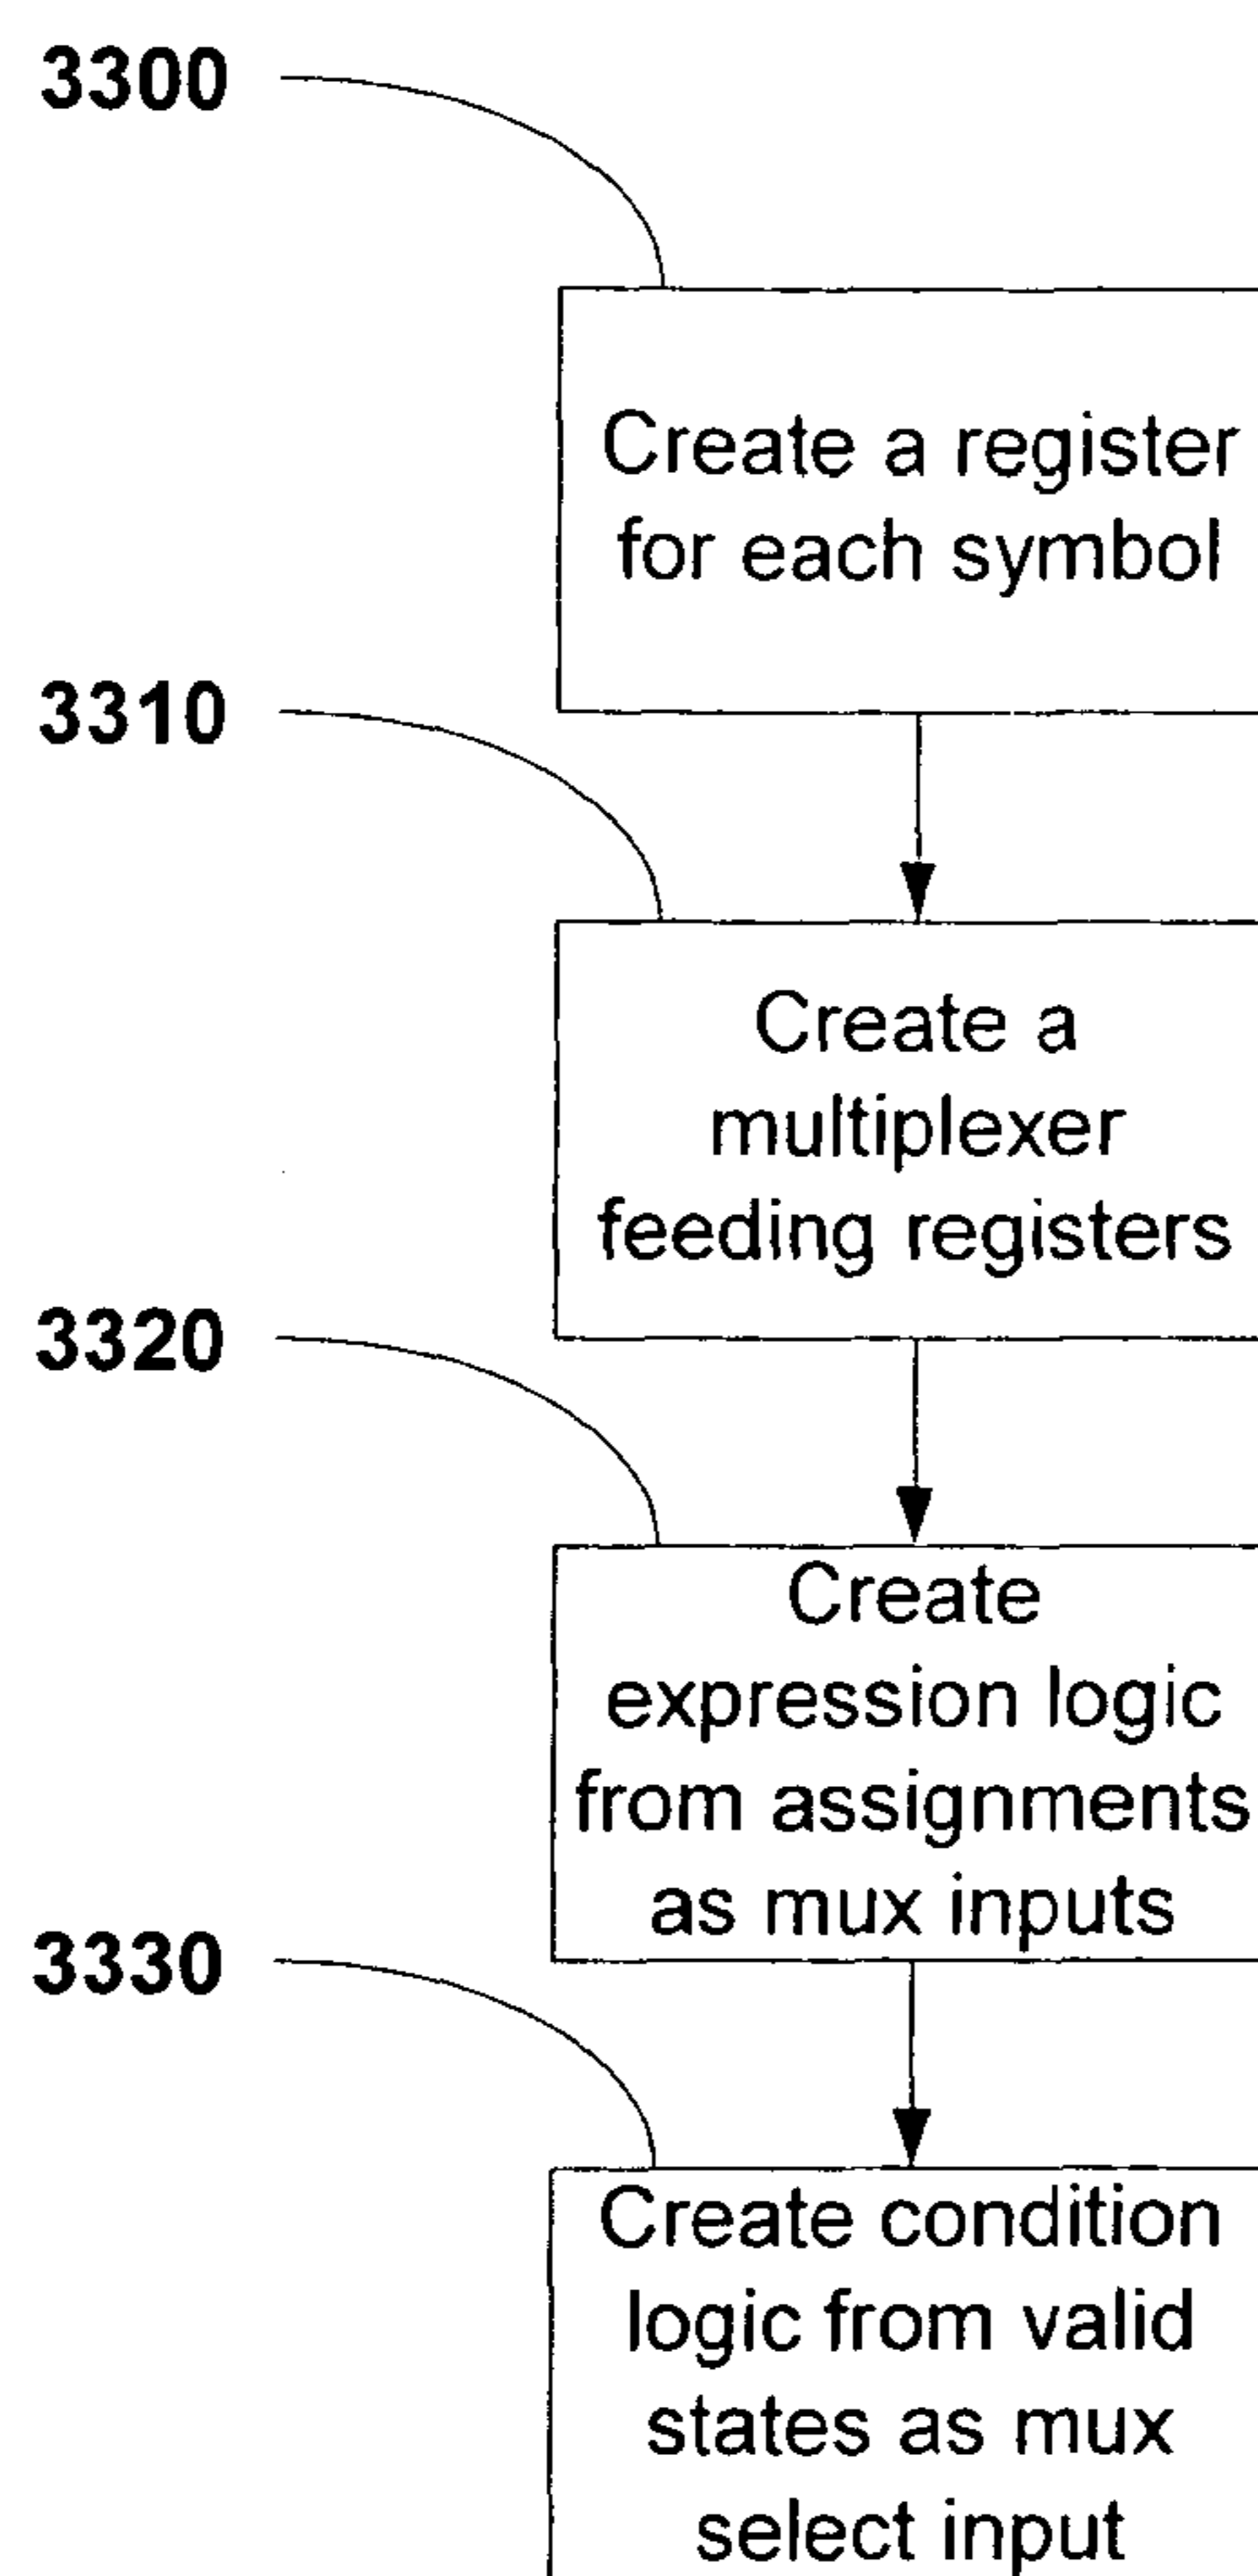 3300
Create a register
for each symbol
3310
Create a
multiplexer
feeding registers
3320
Create
expression logic
from assignments
as mux inputs
3330
Create condition
logic from valid
states as mux
select input